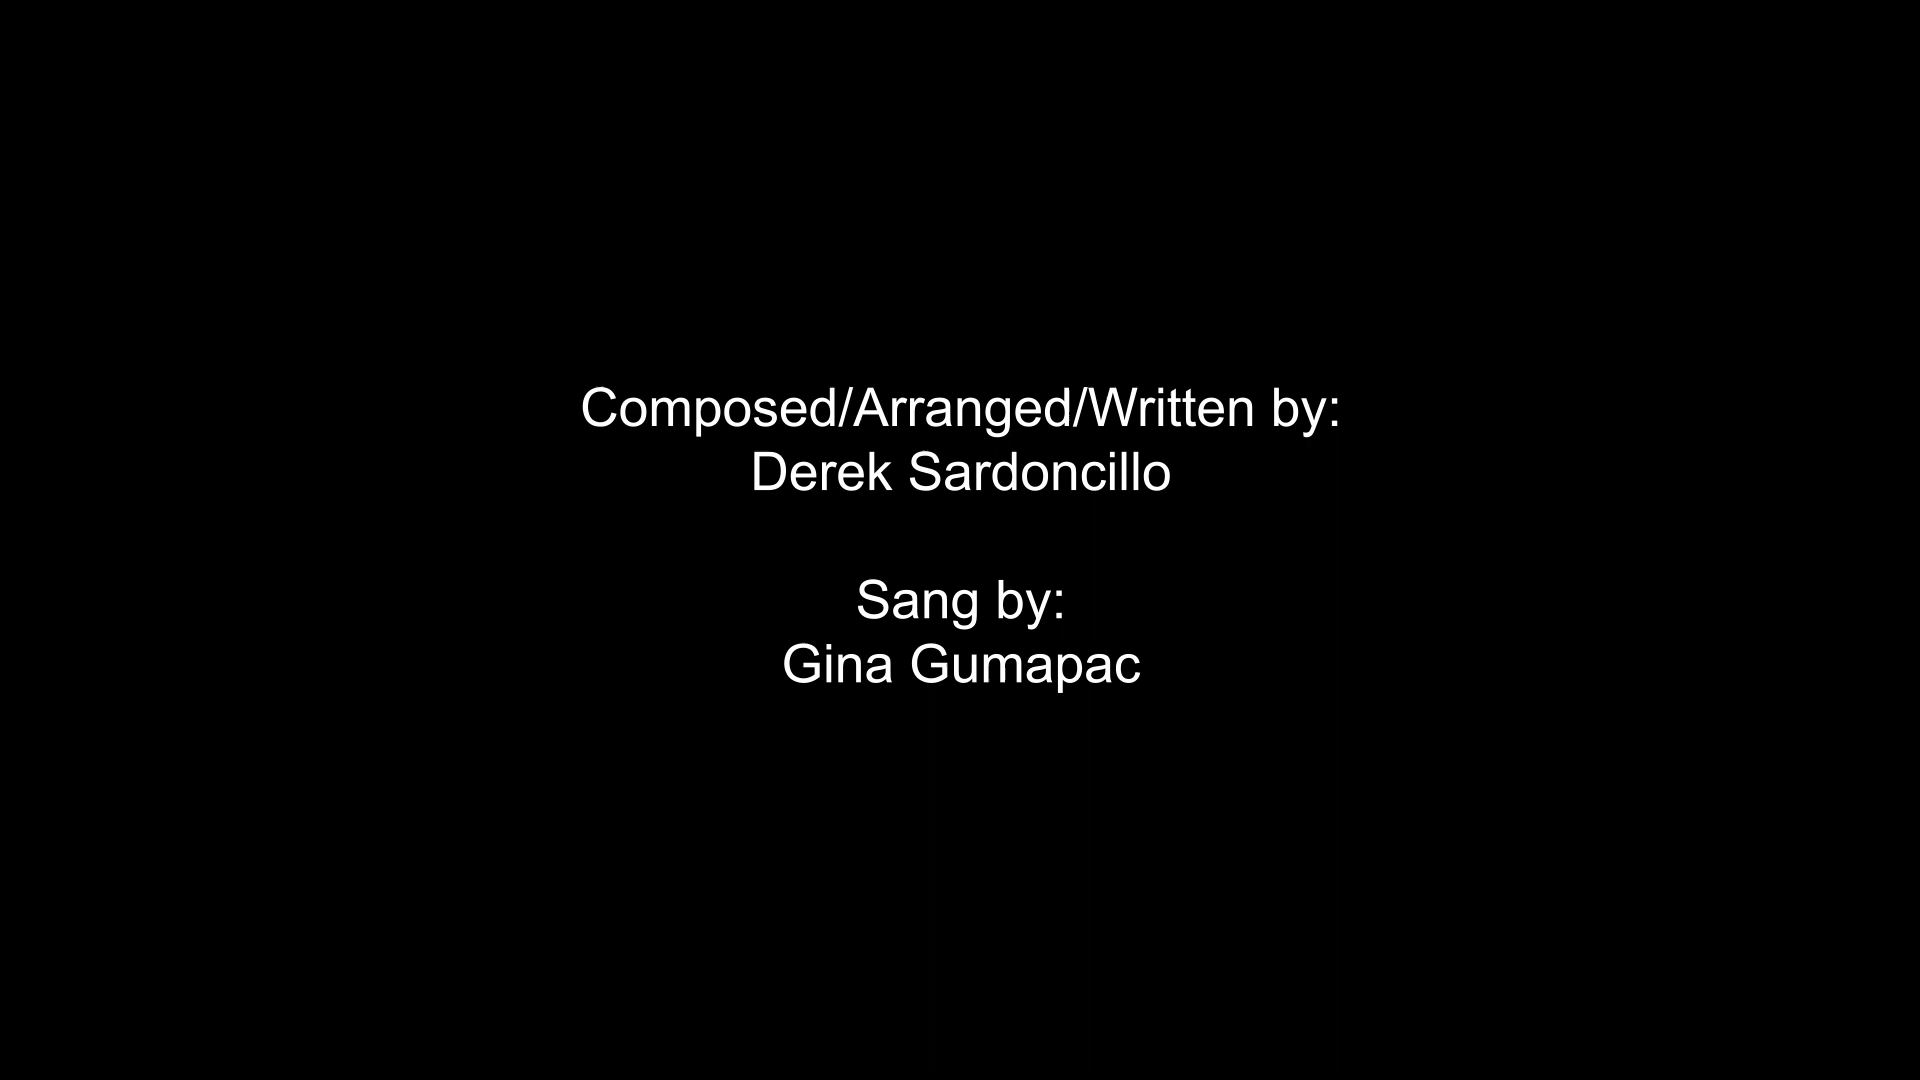 Composed/Arranged/Written by:
Derek Sardoncillo
Sang by:
Gina Gumapac